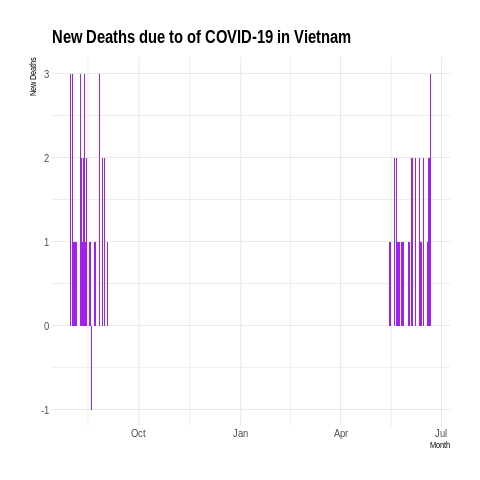 New Deaths due to of COVID-19 in Vietnam
New Deaths
3
2
1
0
-1
Oct Jan Apr Jul
Month